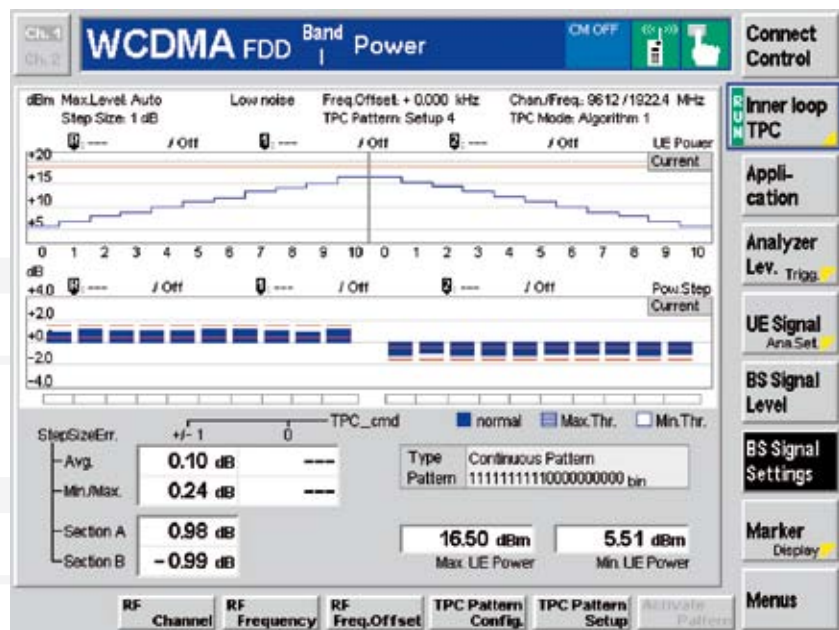 Ch. 1
Ch. 2
WCDMA FDD Band I Power
CM OFF
Connect Control
dBm Max.Level: Auto Low noise Freq.Offset: + 0.000 kHz Chan./Freq.: 9612 / 1922.4 MHz
Step Size: 1 dB TPC Pattern: Setup 4 TPC Mode: Algorithm 1
RUN
Inner loop TPC
--- / Off --- / Off 2 --- / Off UE Power
Current
+20
+15
+10
+5
0 1 2 3 4 5 6 7 8 9 10 0 1 2 3 4 5 6 7 8 9 10
Application
Analyzer Lev. Trigg.
dB
+4.0 --- / Off --- / Off 2 --- / Off Pow.Step
Current
+2.0
+0.
-2.0
-4.0
UE Signal
Ana.Set.
BS Signal Level
TPC_cmd normal Max.Thr. Min.Thr.
StepSizeErr. +/- 1 0
Avg. 0.10 dB ---
Min./Max. 0.24 dB ---
Section A 0.98 dB
Section B -0.99 dB
Type Continuous Pattern
Pattern 11111111110000000000 bin
16.50 dBm 5.51 dBm
Max. UE Power Min. UE Power
BS Signal Settings
Marker
Display
Menus
RF Channel
RF Frequency
RF Freq.Offset
TPC Pattern Config.
TPC Pattern Setup
Activate Pattern